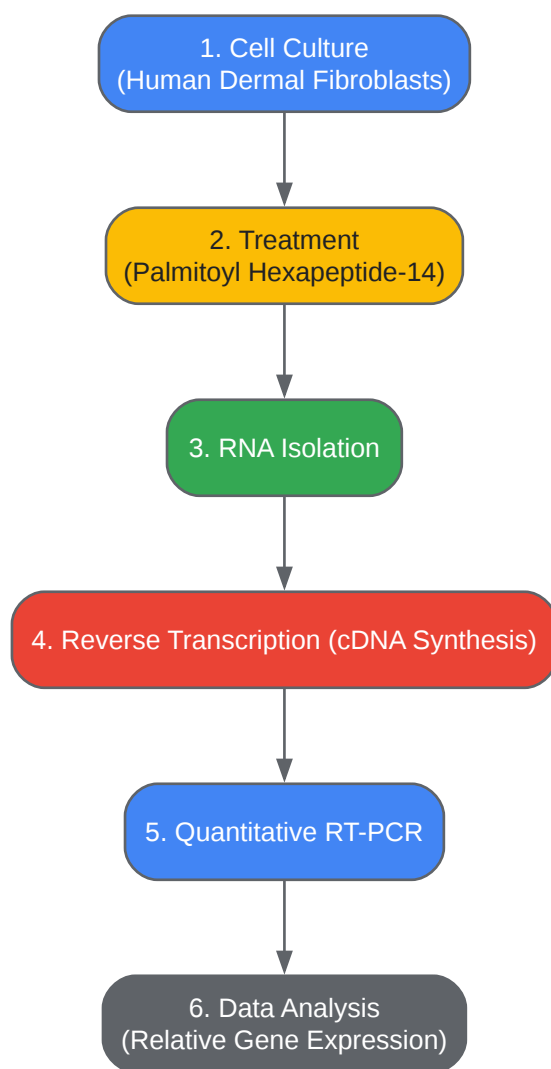 1. Cell Culture
(Human Dermal Fibroblasts)
2. Treatment
(Palmitoyl Hexapeptide-14)
3. RNA Isolation
4. Reverse Transcription (cDNA Synthesis)
5. Quantitative RT-PCR
6. Data Analysis
(Relative Gene Expression)